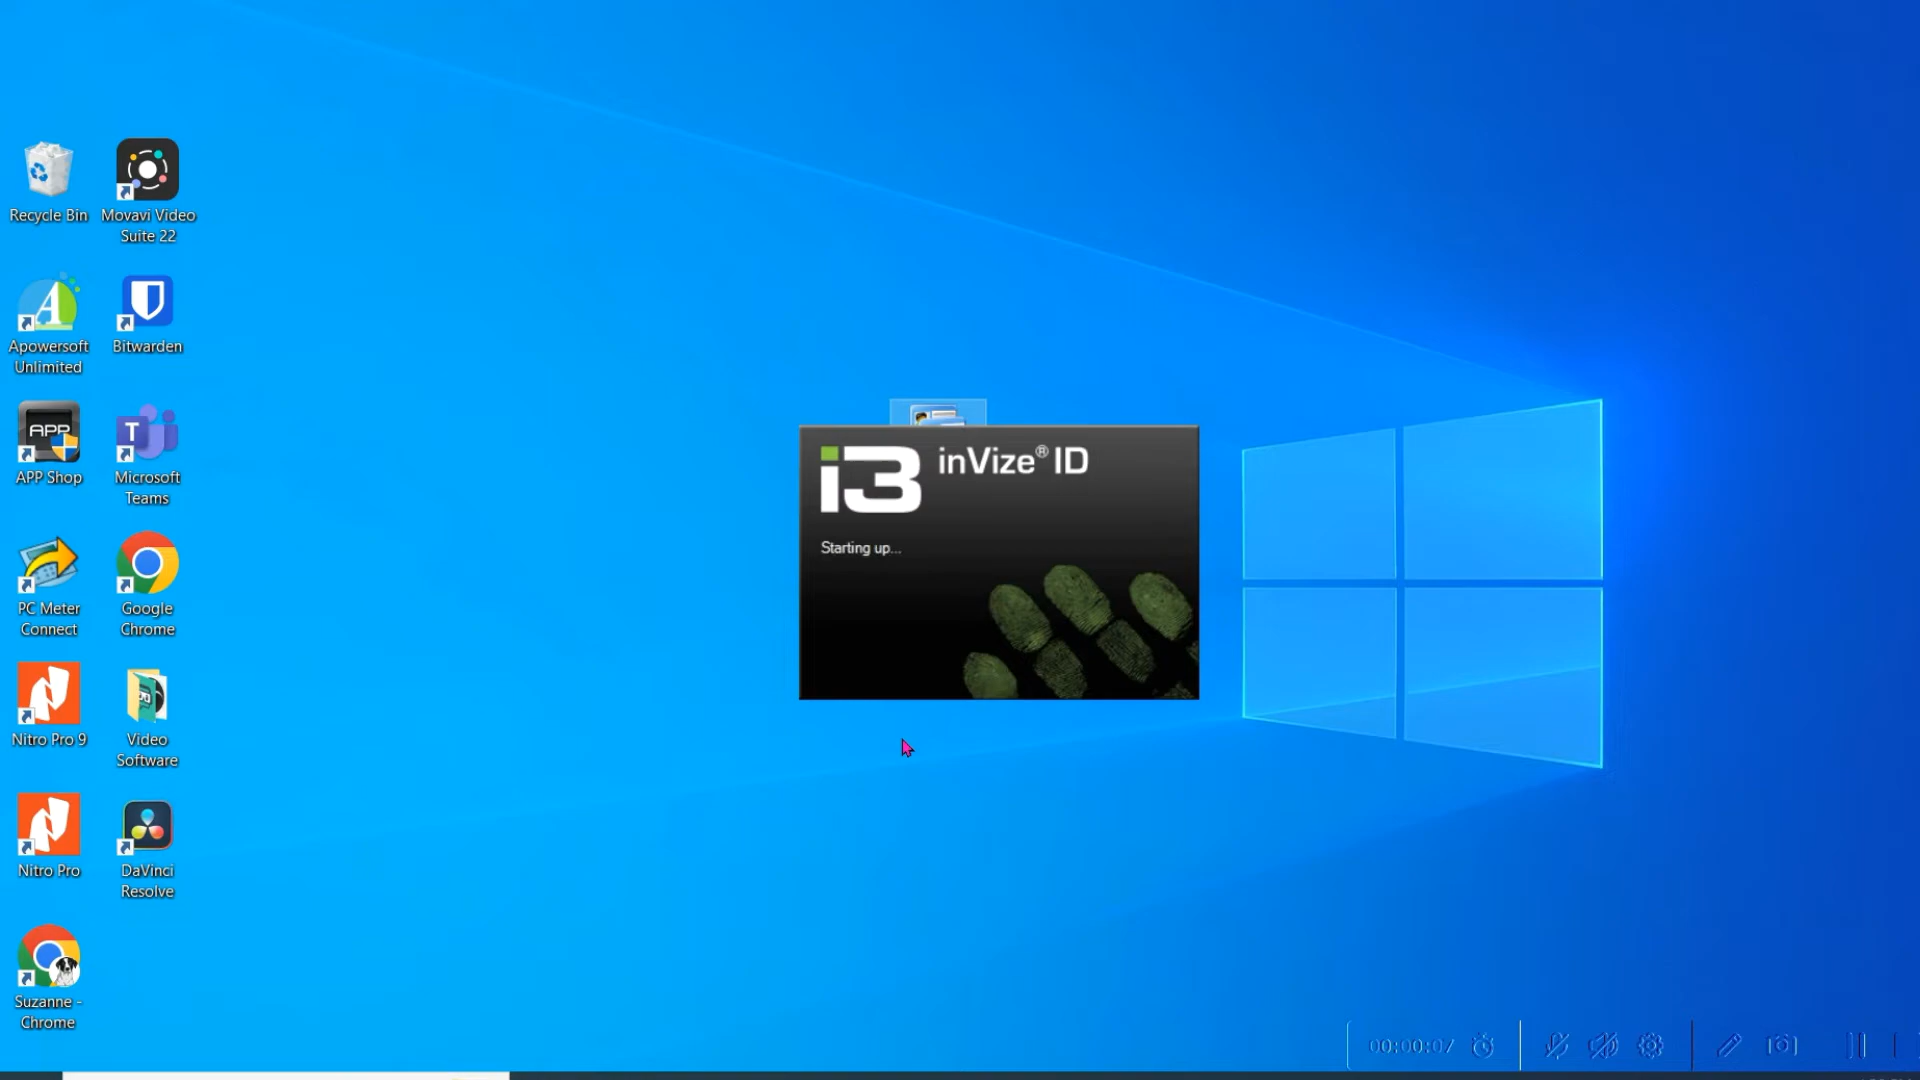 Recycle Bin
Movavi Video
Suite 22
Apowersoft
Unlimited
Bitwarden
APP
APP Shop
T
Microsoft
Teams
PC Meter
Connect
Google
Chrome
Nitro Pro 9
Video
Software
Nitro Pro
DaVinci
Resolve
Suzanne -
Chrome
i3
inVize® ID
Starting up...
00:00:07